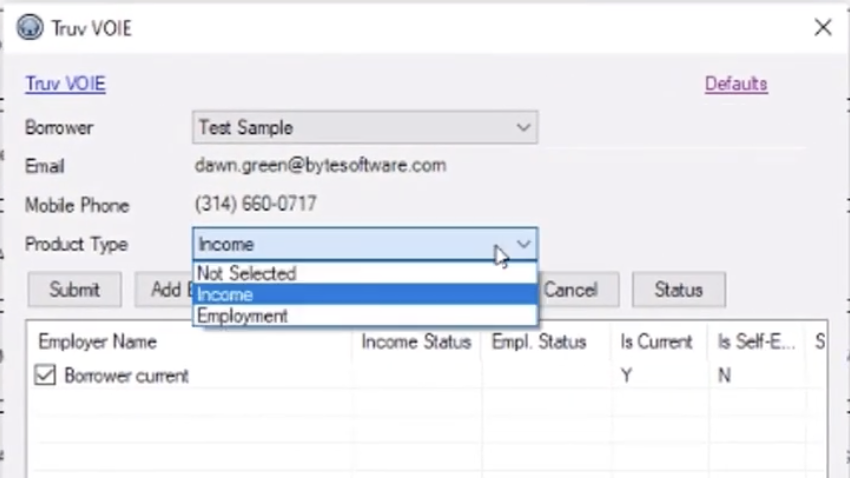 Truv VOIE
Truv VOIE Defaults
Borrower Test Sample
Email dawn.green@bytesoftware.com
Mobile Phone (314) 660-0717
Product Type Income
Not Selected
Submit Add Income Cancel Status
Employment
Employer Name Income Status Empl. Status Is Current Is Self-E... S
Borrower current Y N